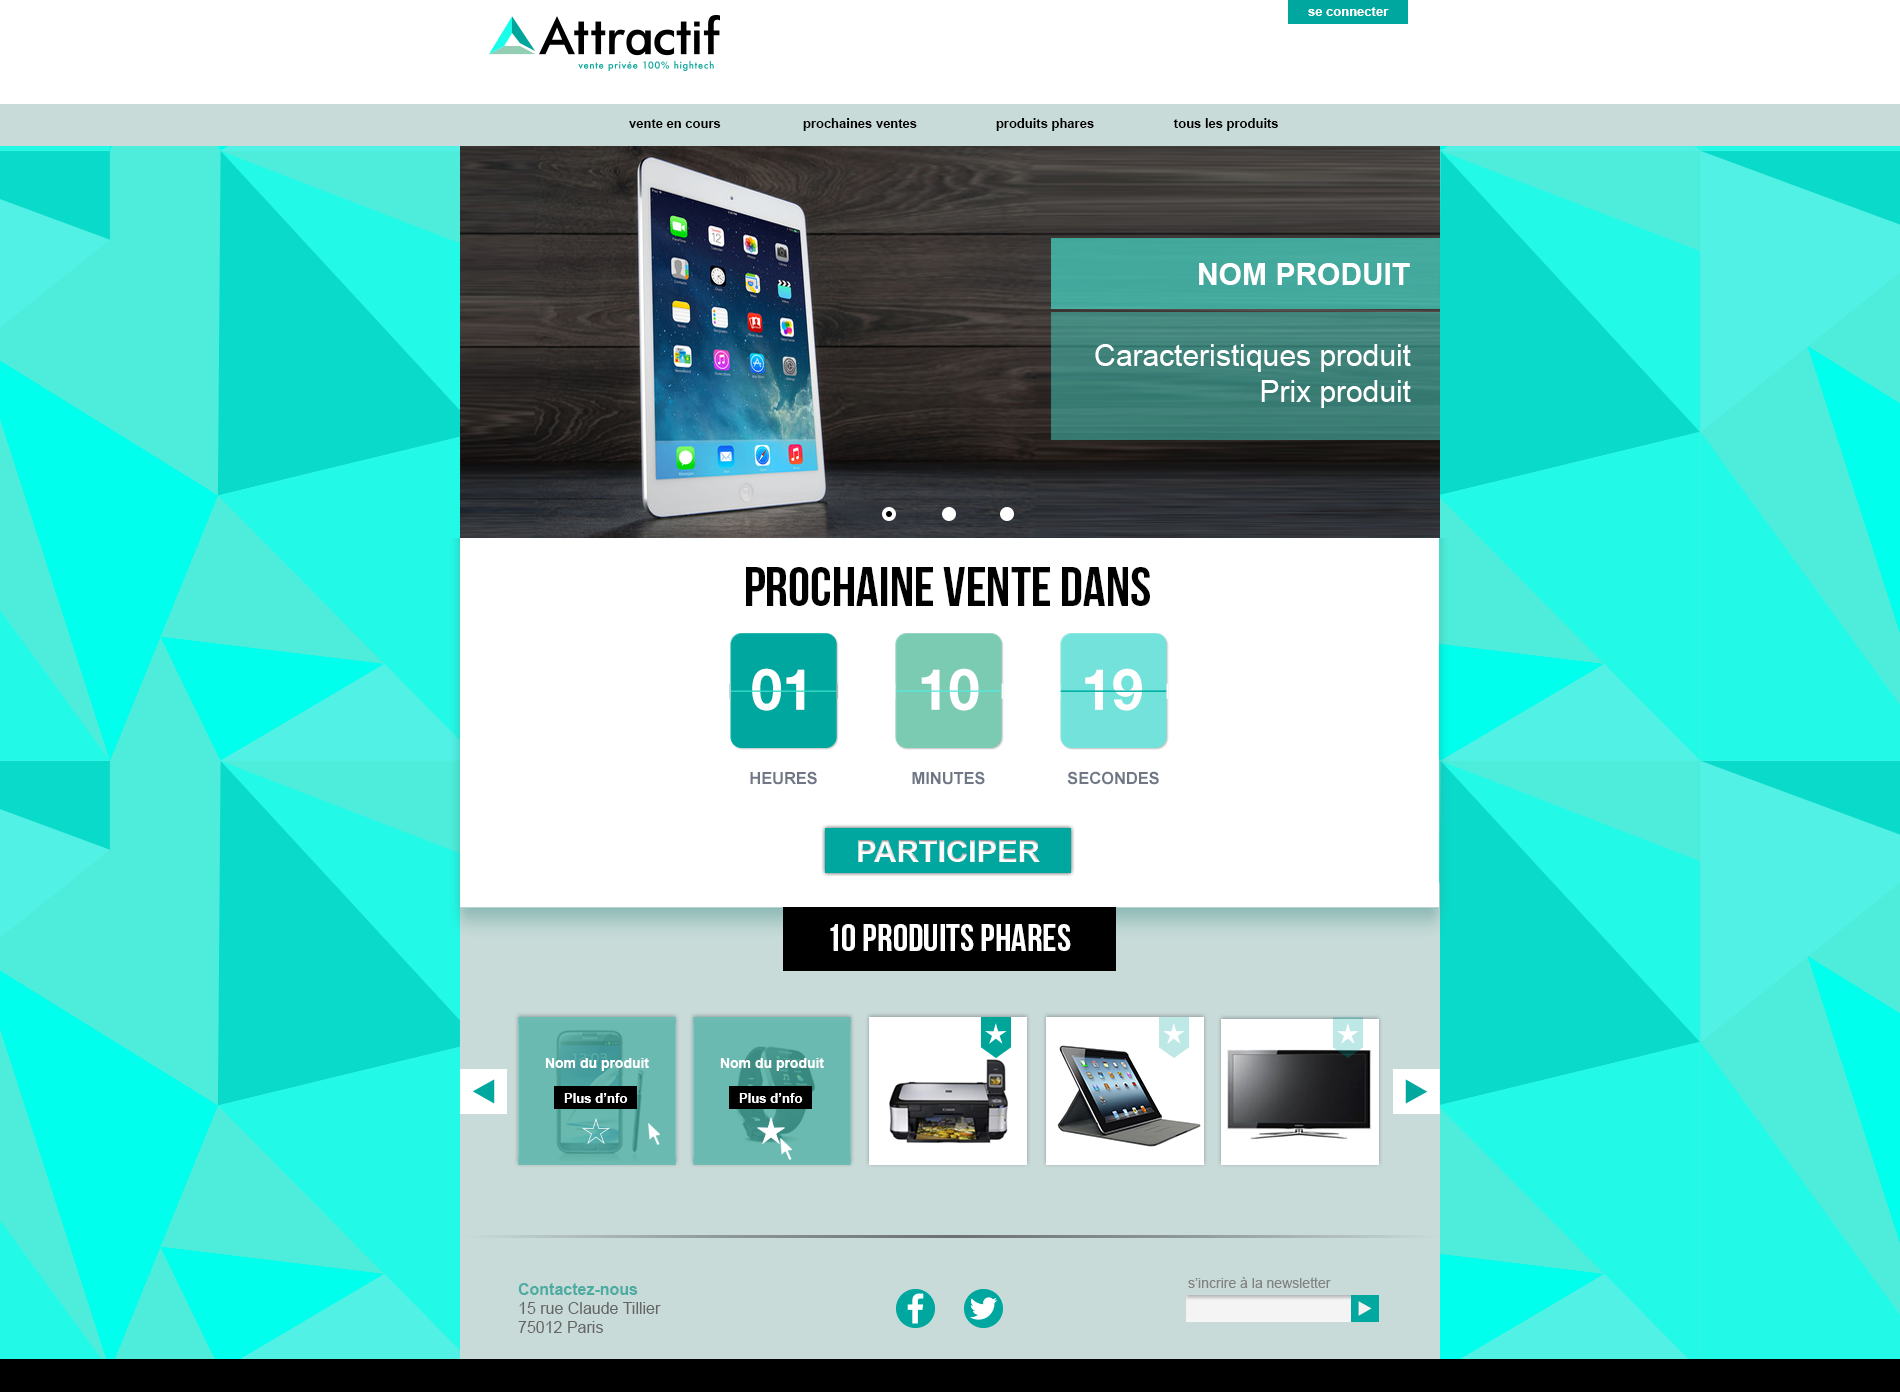 Attractif
vente privée 100% hightech
se connecter
vente en cours
prochaines ventes
produits phares
tous les produits
NOM PRODUIT
Caracteristiques produit
Prix produit
PROCHAINE VENTE DANS
01
10
19
HEURES
MINUTES
SECONDES
PARTICIPER
10 PRODUITS PHARES
Nom du produit
Plus d'nfo
Nom du produit
Plus d'nfo
Contactez-nous
15 rue Claude Tillier
75012 Paris
s'incrire à la newsletter